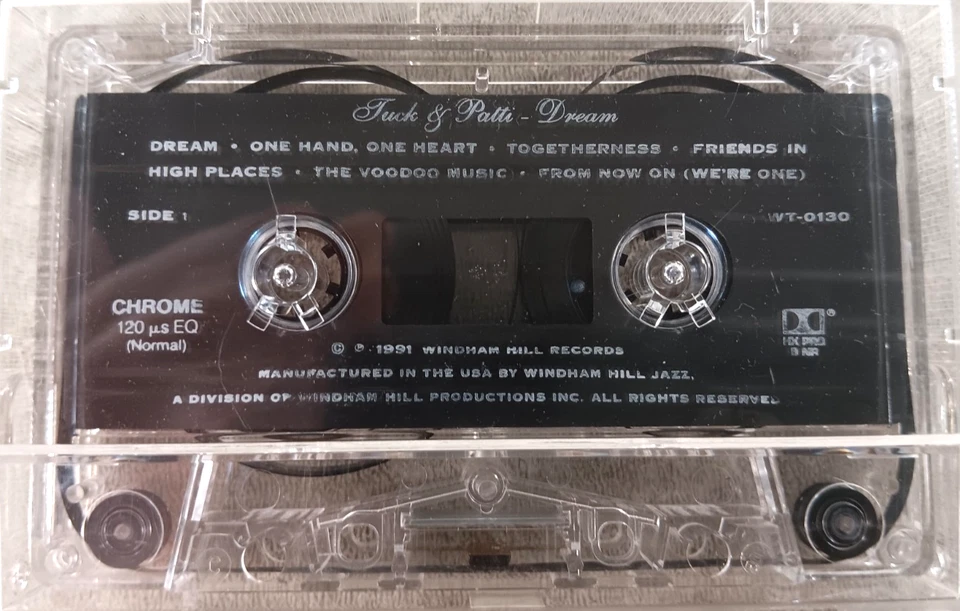 Tuck & Patti - Dream
DREAM • ONE HAND, ONE HEART • TOGETHERNESS • FRIENDS IN
HIGH PLACES • THE VOODOO MUSIC • FROM NOW ON (WE'RE ONE)
SIDE 1
WT-0130
CHROME
120 µs EQ
(Normal)
HX PRO
B NR
© ℗ 1991 WINDHAM HILL RECORDS
MANUFACTURED IN THE USA BY WINDHAM HILL JAZZ,
A DIVISION OF WINDHAM HILL PRODUCTIONS INC. ALL RIGHTS RESERVED